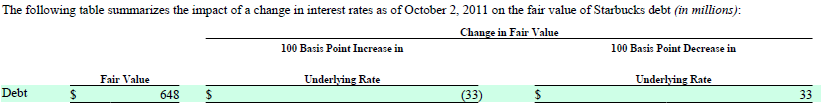 The following table summarizes the impact of a change in interest rates as of October 2, 2011 on the fair value of Starbucks debt (in millions):
Change in Fair Value
100 Basis Point Increase in 100 Basis Point Decrease in
Fair Value Underlying Rate Underlying Rate
Debt $ 648 $ (33) $ 33